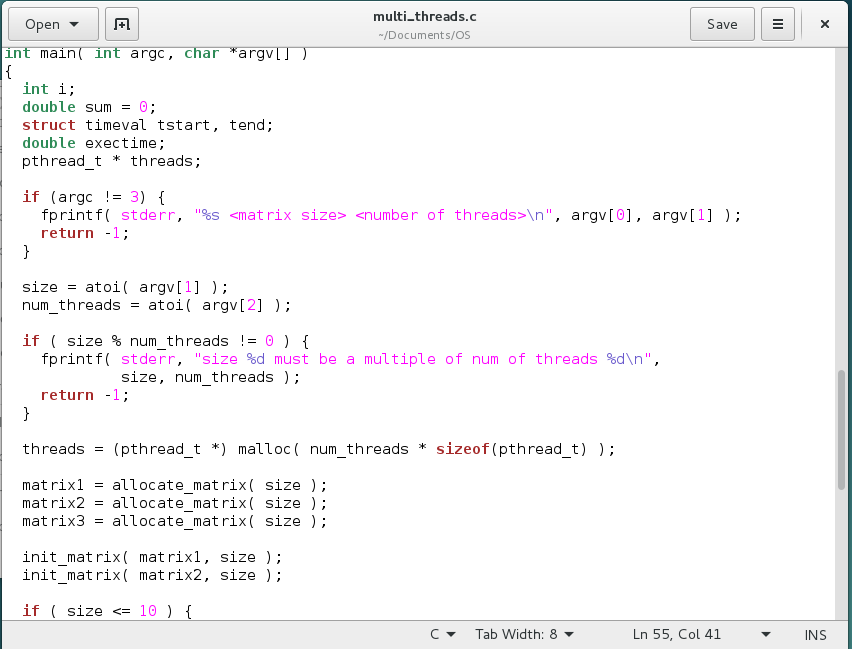 Open
multi_threads.c
~/Documents/OS
Save
int main( int argc, char *argv[] )
{
  int i;
  double sum = 0;
  struct timeval tstart, tend;
  double exectime;
  pthread_t * threads;

  if (argc != 3) {
    fprintf( stderr, "%s <matrix size> <number of threads>\n", argv[0], argv[1] );
    return -1;
  }

  size = atoi( argv[1] );
  num_threads = atoi( argv[2] );

  if ( size % num_threads != 0 ) {
    fprintf( stderr, "size %d must be a multiple of num of threads %d\n",
             size, num_threads );
    return -1;
  }

  threads = (pthread_t *) malloc( num_threads * sizeof(pthread_t) );

  matrix1 = allocate_matrix( size );
  matrix2 = allocate_matrix( size );
  matrix3 = allocate_matrix( size );

  init_matrix( matrix1, size );
  init_matrix( matrix2, size );

  if ( size <= 10 ) {
C Tab Width: 8 Ln 55, Col 41 INS